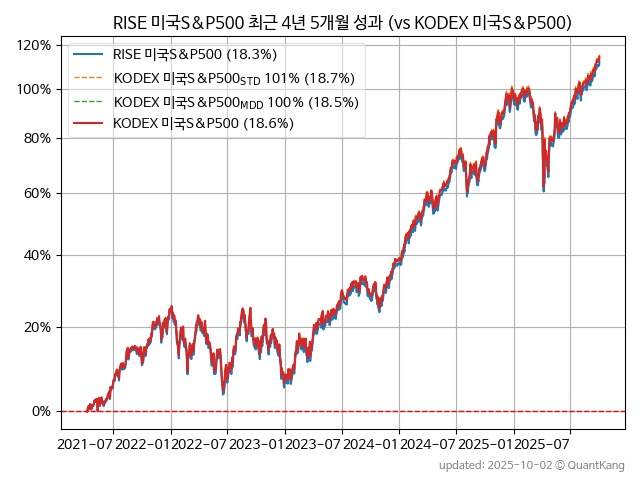 RISE 미국S&P500 최근 4년 5개월 성과 (vs KODEX 미국S&P500)
120%
100%
80%
60%
40%
20%
0%
RISE 미국S&P500 (18.3%)
KODEX 미국S&P500STD 101% (18.7%)
KODEX 미국S&P500MDD 100% (18.5%)
KODEX 미국S&P500 (18.6%)
2021-07 2022-01 2022-07 2023-01 2023-07 2024-01 2024-07 2025-01 2025-07
updated: 2025-10-02 © QuantKang